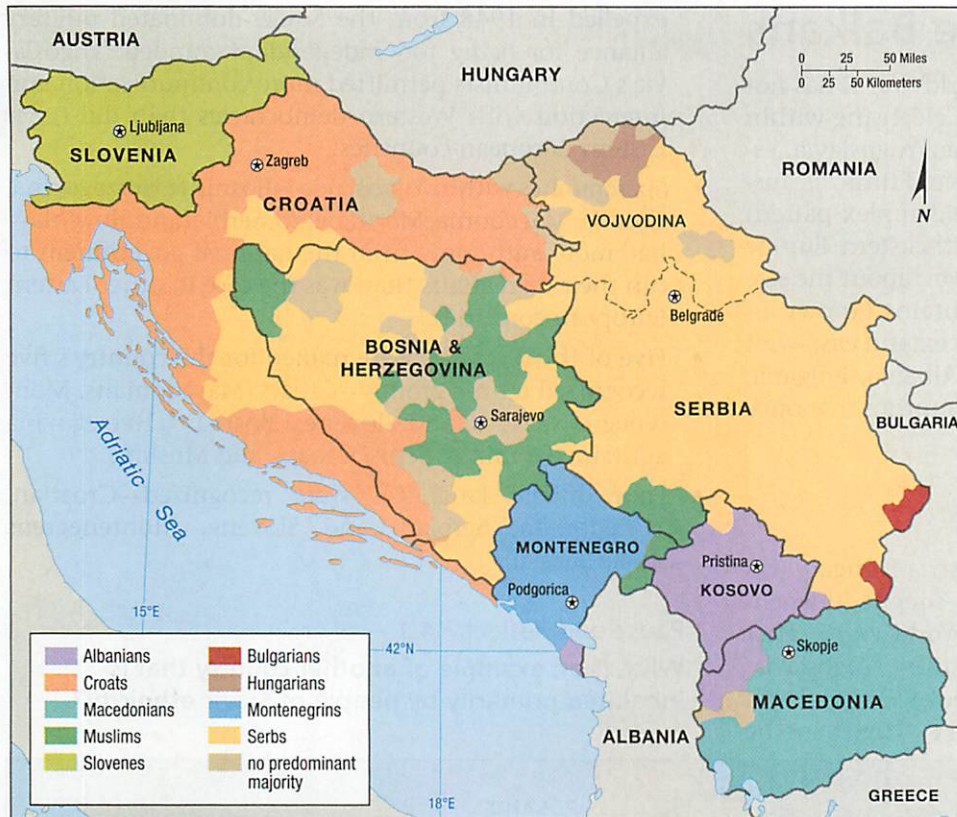 AUSTRIA
HUNGARY
0 25 50 Miles
0 25 50 Kilometers
Ljubljana
SLOVENIA
Zagreb
CROATIA
ROMANIA
N
VOJVODINA
Belgrade
BOSNIA &
HERZEGOVINA
Sarajevo
SERBIA
BULGARIA
Adriatic Sea
MONTENEGRO
Podgorica
Pristina
KOSOVO
15°E
42°N
Skopje
MACEDONIA
ALBANIA
18°E
GREECE
Albanians
Croats
Macedonians
Muslims
Slovenes
Bulgarians
Hungarians
Montenegrins
Serbs
no predominant
majority